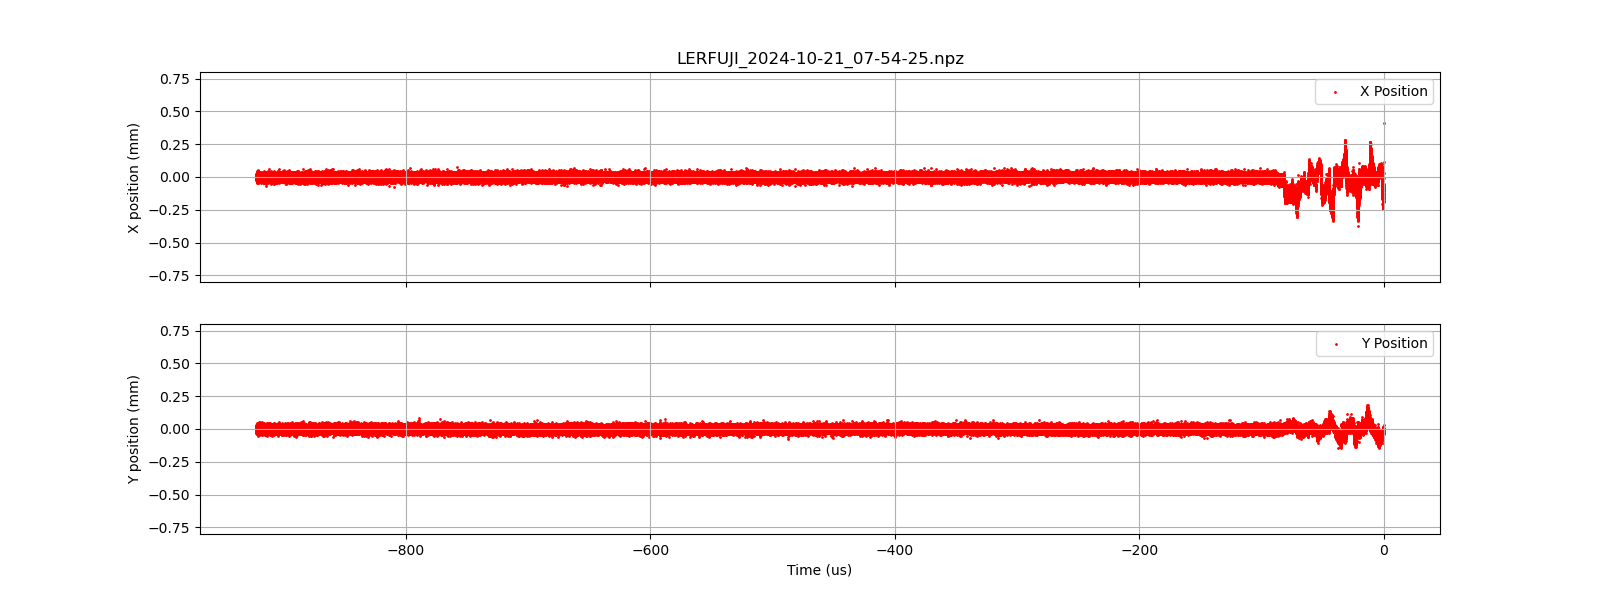 LERFUJI_2024-10-21_07-54-25.npz
X position (mm)
0.75
0.50
0.25
0.00
−0.25
−0.50
−0.75
X Position
Y position (mm)
0.75
0.50
0.25
0.00
−0.25
−0.50
−0.75
Y Position
−800 −600 −400 −200 0
Time (us)